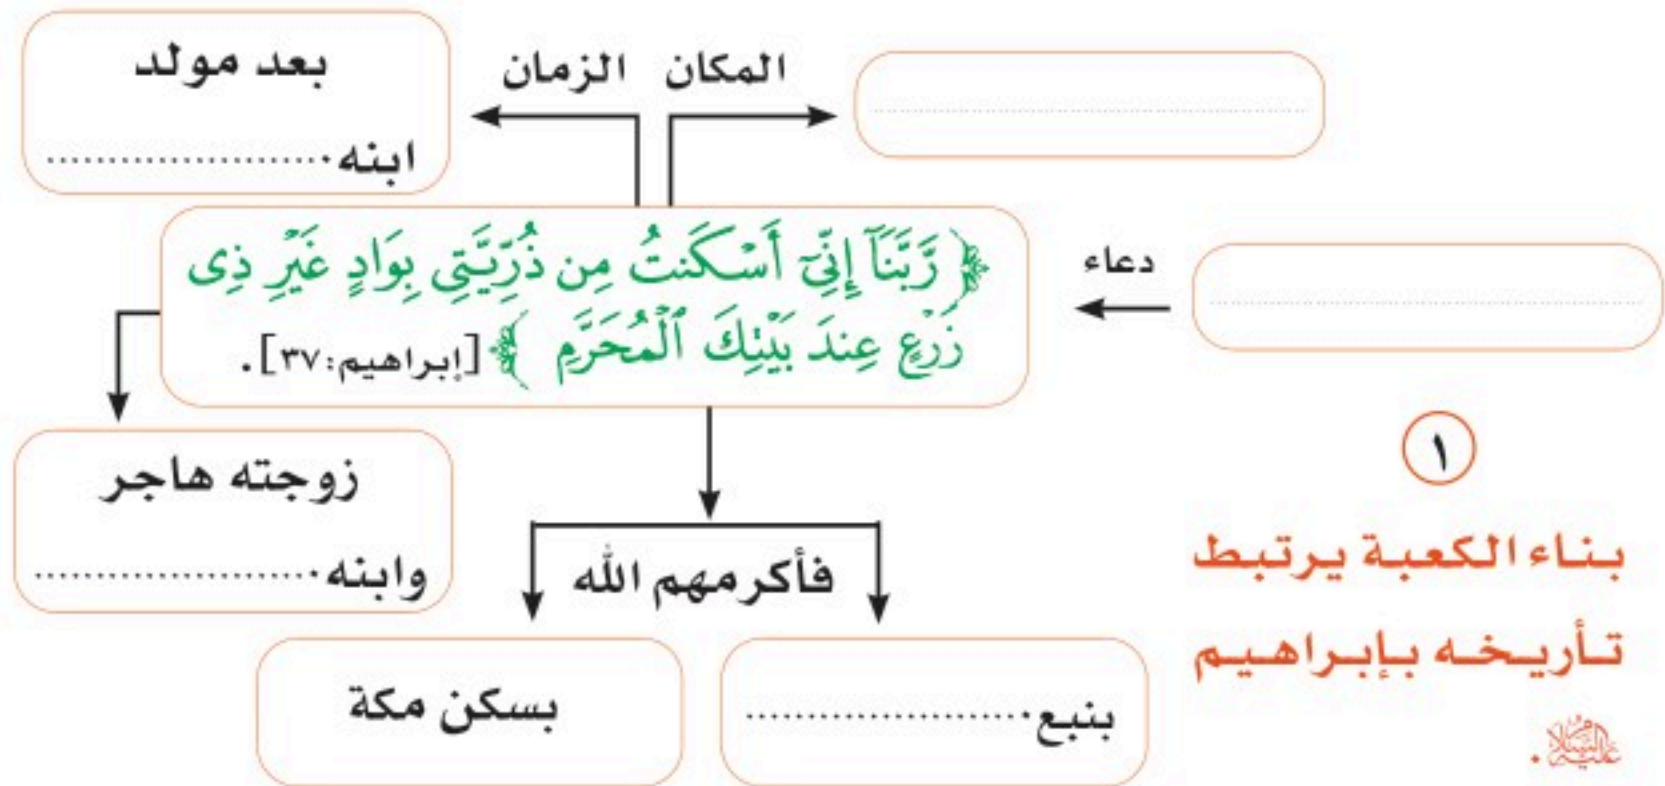 المكان
الزمان
بعد مولد
ابنه ......................
دعاء
﴿ رَّبَّنَآ إِنِّىٓ أَسْكَنتُ مِن ذُرِّيَّتِى بِوَادٍ غَيْرِ ذِى
زَرْعٍ عِندَ بَيْتِكَ ٱلْمُحَرَّمِ ﴾ [إبراهيم:٣٧].
زوجته هاجر
وابنه ......................
١
بناء الكعبة يرتبط
تأريخه بإبراهيم
عليه السلام.
فأكرمهم الله
بنبع ......................
بسكن مكة